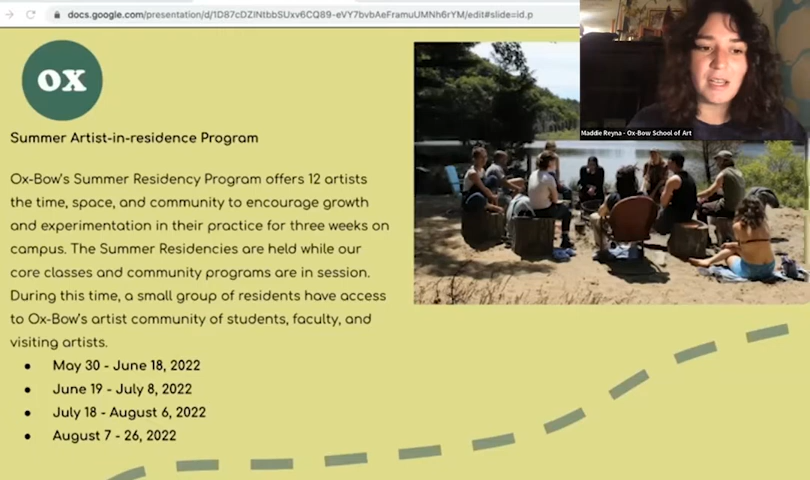 docs.google.com/presentation/d/1D87cDZINtbbSUxv6CQ89-eVY7bvbAeFramuUMNh6rYM/edit#slide=id.p
OX
Maddie Reyna - Ox-Bow School of Art
Summer Artist-in-residence Program
Ox-Bow's Summer Residency Program offers 12 artists
the time, space, and community to encourage growth
and experimentation in their practice for three weeks on
campus. The Summer Residencies are held while our
core classes and community programs are in session.
During this time, a small group of residents have access
to Ox-Bow's artist community of students, faculty, and
visiting artists.
• May 30 - June 18, 2022
• June 19 - July 8, 2022
• July 18 - August 6, 2022
• August 7 - 26, 2022